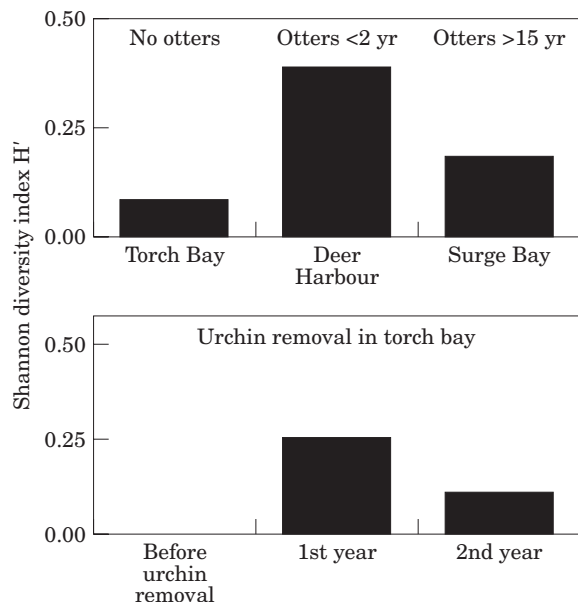 Shannon diversity index H′
No otters Otters <2 yr Otters >15 yr
0.50
0.25
0.00
Torch Bay Deer Surge Bay
Harbour
Urchin removal in torch bay
0.50
0.25
0.00
Before 1st year 2nd year
urchin
removal